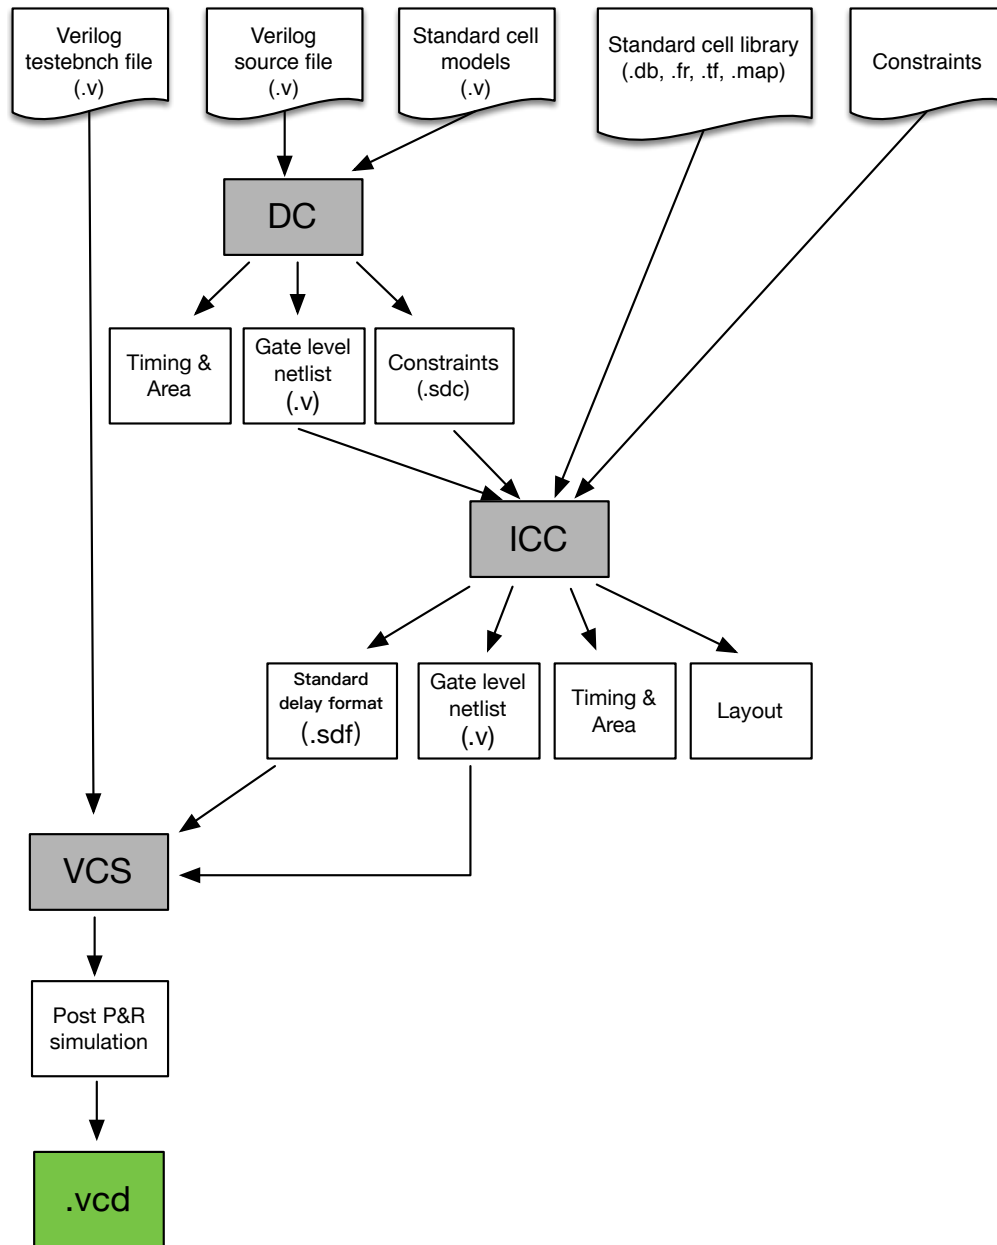 Verilog
testebnch file
(.v)
Verilog
source file
(.v)
Standard cell
models
(.v)
Standard cell library
(.db, .fr, .tf, .map)
Constraints
DC
Timing &
Area
Gate level
netlist
(.v)
Constraints
(.sdc)
ICC
Standard
delay format
(.sdf)
Gate level
netlist
(.v)
Timing &
Area
Layout
VCS
Post P&R
simulation
.vcd